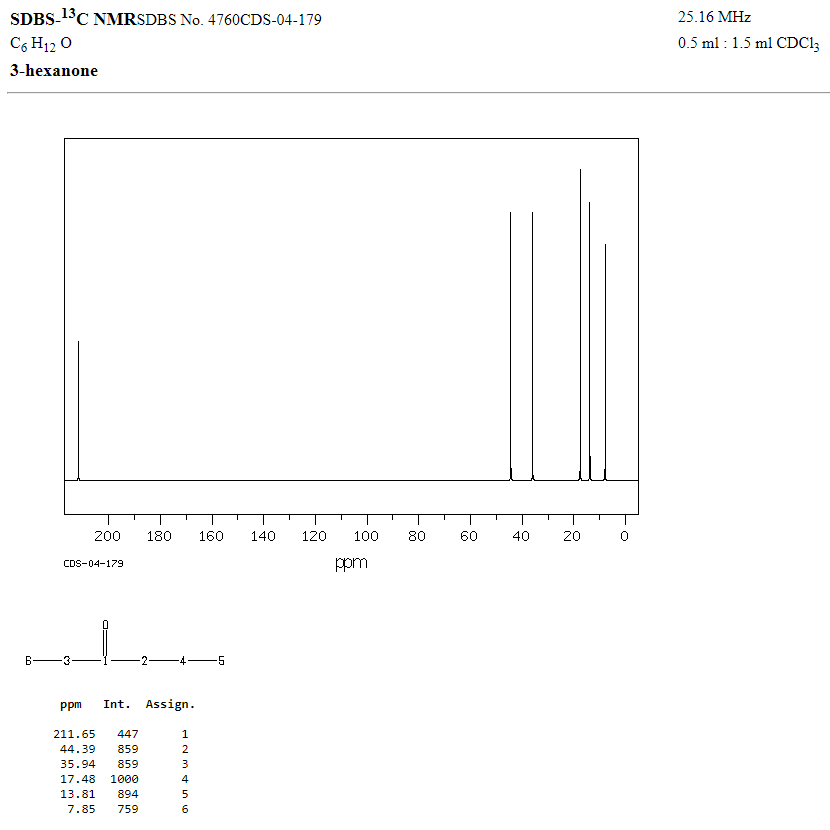 SDBS-13C NMRSDBS No. 4760CDS-04-179
25.16 MHz
C6 H12 O
0.5 ml : 1.5 ml CDCl3
3-hexanone
200 180 160 140 120 100 80 60 40 20 0
CDS-04-179
ppm
O
6 3 1 2 4 5
ppm Int. Assign.
211.65 447 1
44.39 859 2
35.94 859 3
17.48 1000 4
13.81 894 5
7.85 759 6